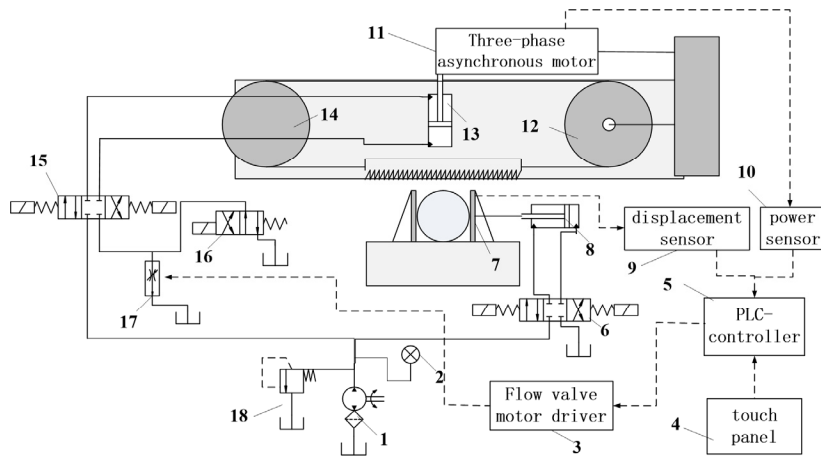 11
Three-phase
asynchronous motor
14
13
12
15
10
16
displacement
sensor
power
sensor
7
8
9
5
17
6
PLC-
controller
2
18
1
Flow valve
motor driver
3
4
touch
panel